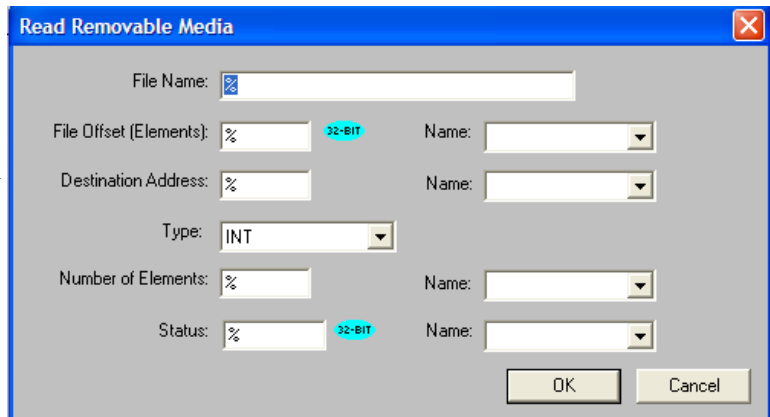 Read Removable Media
File Name: %
File Offset (Elements): % 32-BIT Name:
Destination Address: % Name:
Type: INT
Number of Elements: % Name:
Status: % 32-BIT Name:
OK Cancel